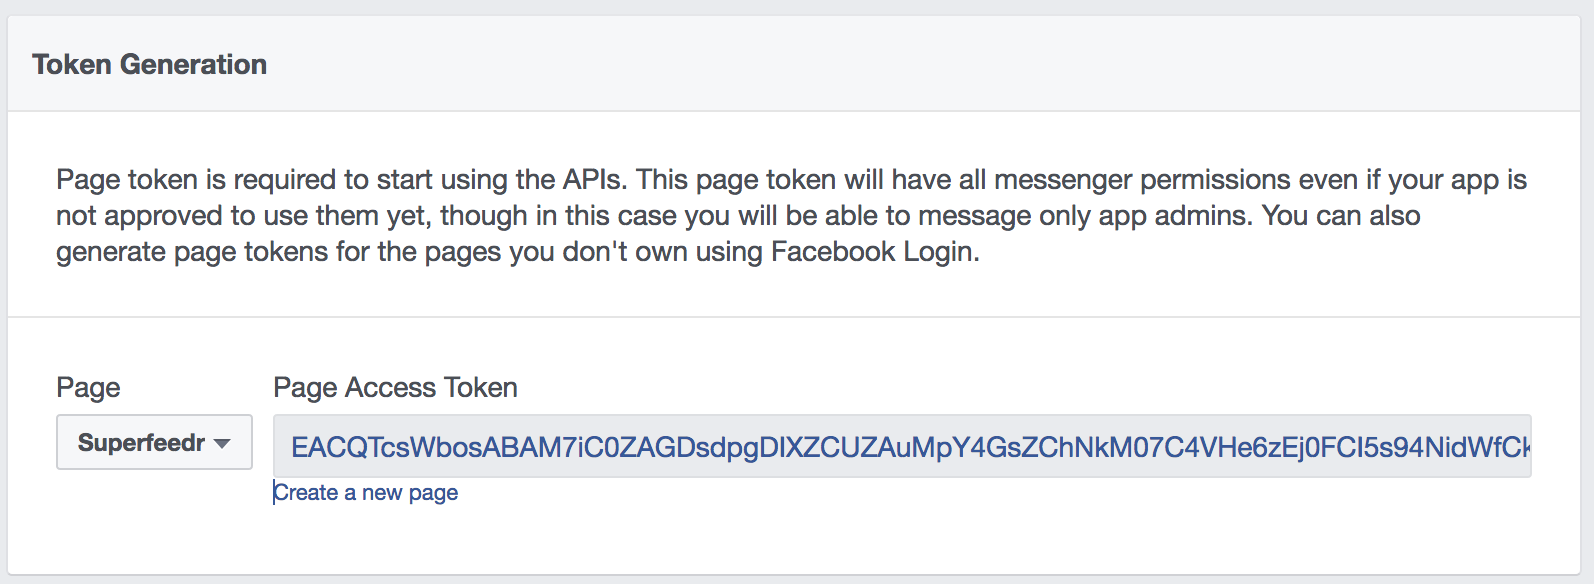 Token Generation
Page token is required to start using the APIs. This page token will have all messenger permissions even if your app is
not approved to use them yet, though in this case you will be able to message only app admins. You can also
generate page tokens for the pages you don't own using Facebook Login.
Page
Page Access Token
Superfeedr
EACQTcsWbosABAM7iC0ZAGDsdpgDIXZCUZAuMpY4GsZChNkM07C4VHe6zEj0FCI5s94NidWfCk
Create a new page